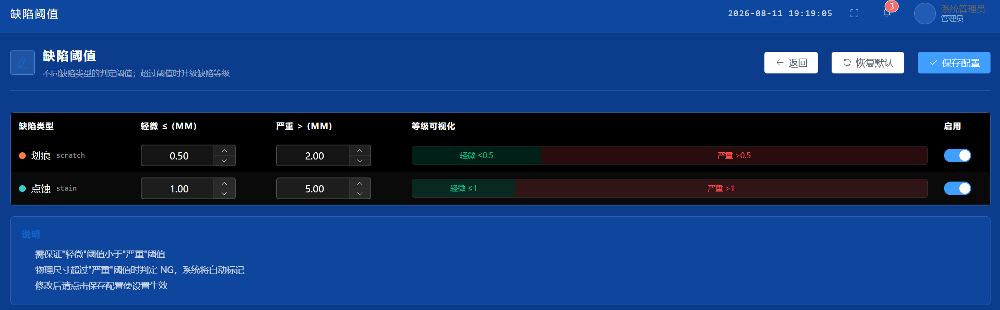 缺陷阈值
2026-08-11 19:19:05
3
系统管理员
管理员
缺陷阈值
不同缺陷类型的判定阈值；超过阈值时升级缺陷等级
返回
恢复默认
保存配置
缺陷类型 轻微 ≤ (MM) 严重 > (MM) 等级可视化 启用
划痕 scratch 0.50 2.00 轻微 ≤0.5 严重 >0.5
点蚀 stain 1.00 5.00 轻微 ≤1 严重 >1
说明
需保证"轻微"阈值小于"严重"阈值
物理尺寸超过"严重"阈值时判定 NG，系统将自动标记
修改后请点击保存配置使设置生效